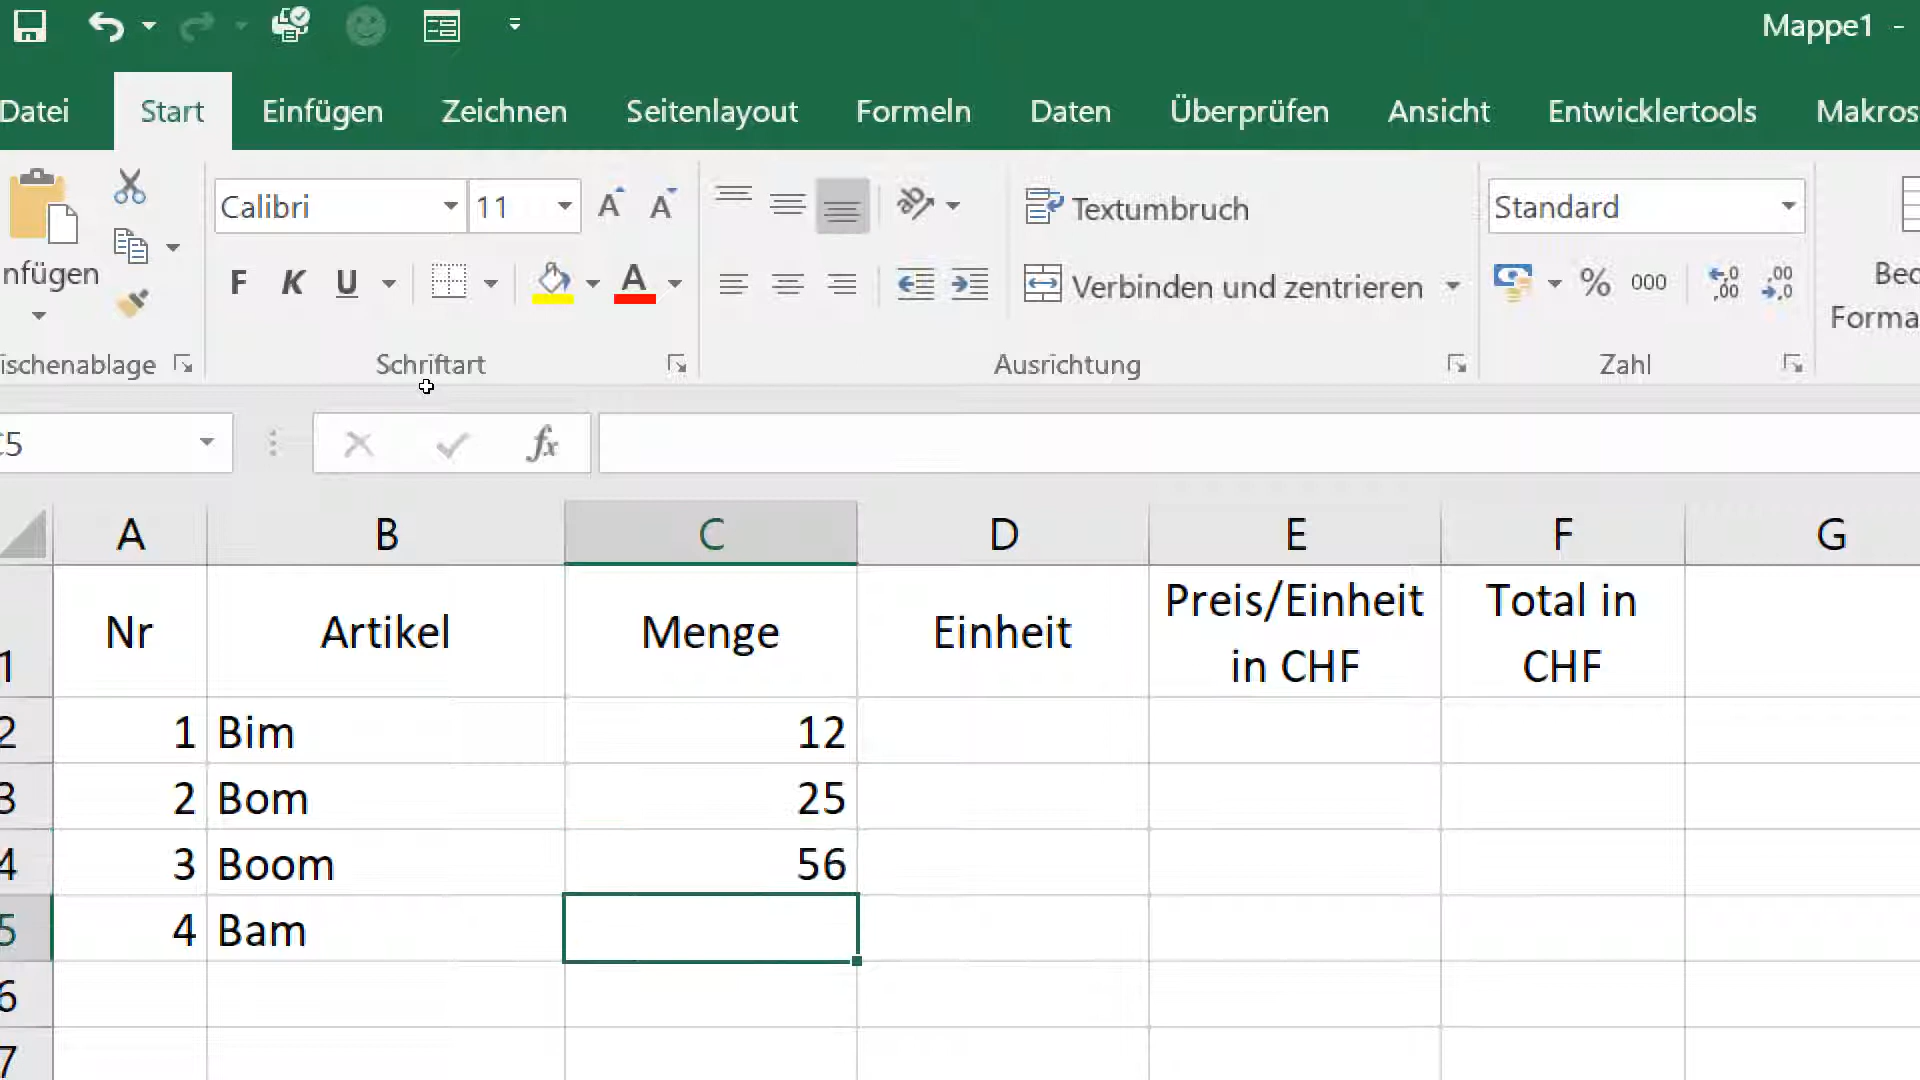 Mappe1 -
Datei Start Einfügen Zeichnen Seitenlayout Formeln Daten Überprüfen Ansicht Entwicklertools Makros
Calibri 11 Textumbruch Standard
nfügen F K U A Verbinden und zentrieren % 000 Bed
Forma
ischenablage Schriftart Ausrichtung Zahl
C5 fx
A B C D E F G
1 Nr Artikel Menge Einheit Preis/Einheit in CHF Total in CHF
2 1 Bim 12
3 2 Bom 25
4 3 Boom 56
5 4 Bam
6
7